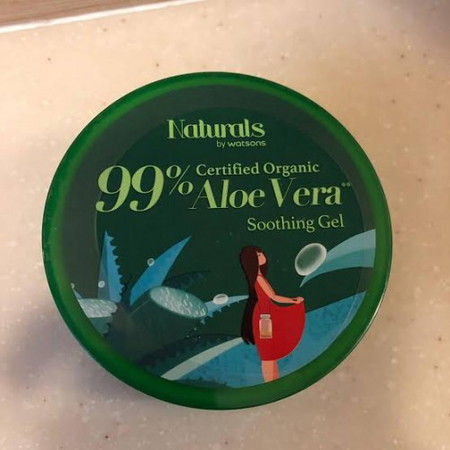 Naturals
by watsons
99% Certified Organic
Aloe Vera**
Soothing Gel